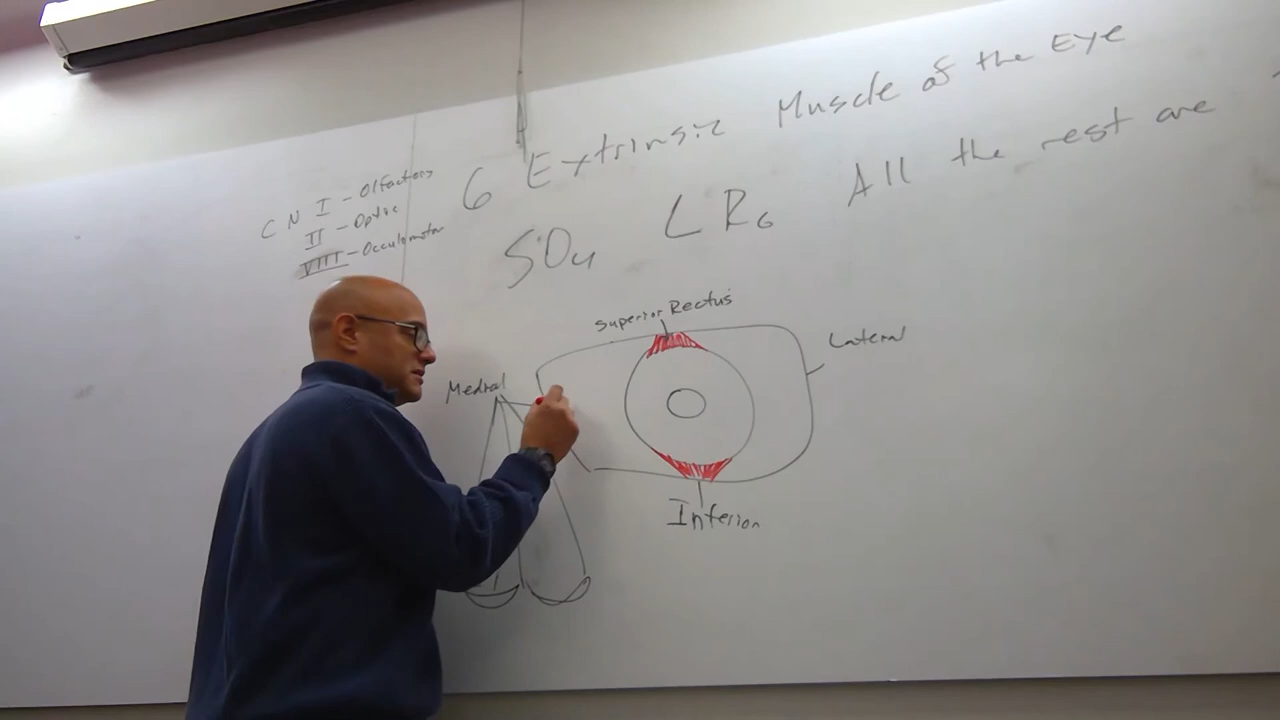 6 Extrinsic Muscle of the Eye
CN I - Olfactory
II - Optic
VIII - Occulomotor
SO4 LR6 All the rest are
Superior Rectus
Lateral
Medial
Inferior